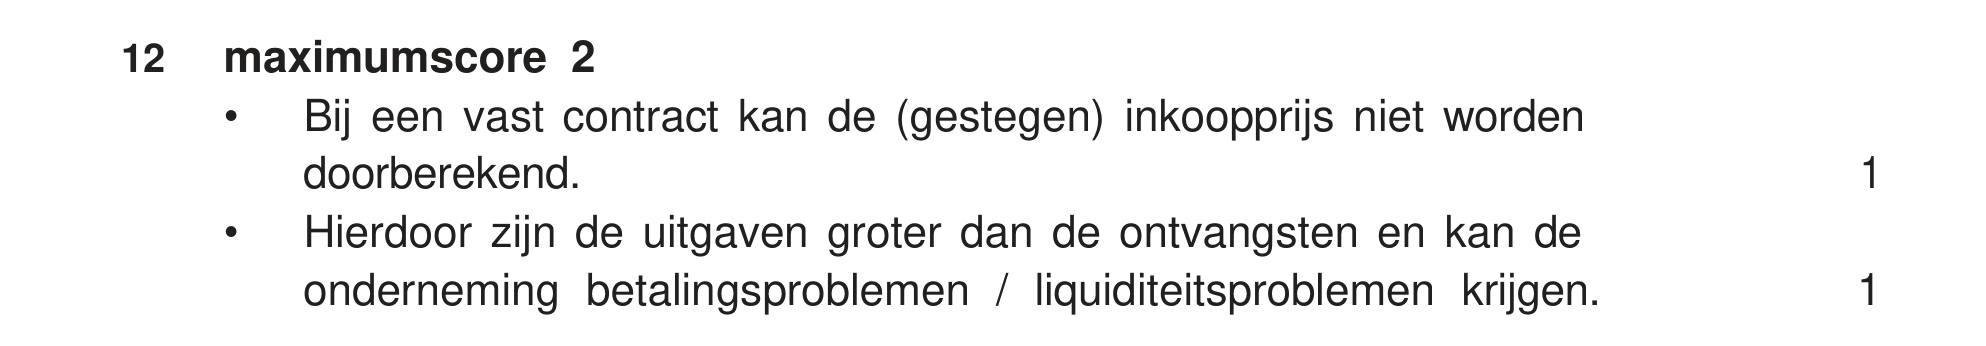 12 maximumscore 2
• Bij een vast contract kan de (gestegen) inkoopprijs niet worden
doorberekend. 1
• Hierdoor zijn de uitgaven groter dan de ontvangsten en kan de
onderneming betalingsproblemen / liquiditeitsproblemen krijgen. 1